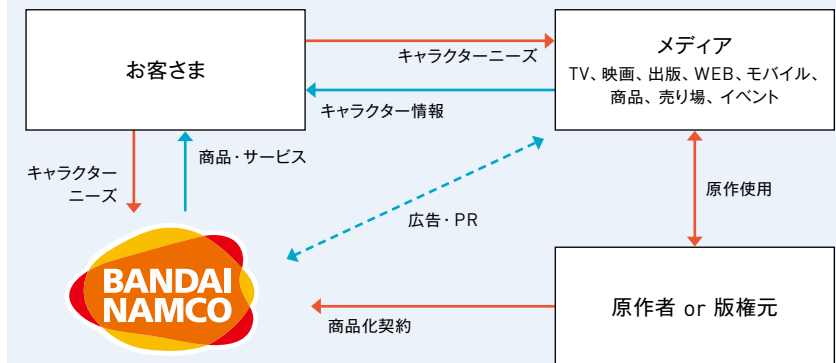 お客さま
キャラクターニーズ
キャラクター情報
メディア
TV、映画、出版、WEB、モバイル、
商品、売り場、イベント
キャラクター
ニーズ
商品・サービス
広告・PR
原作使用
BANDAI
NAMCO
商品化契約
原作者 or 版権元